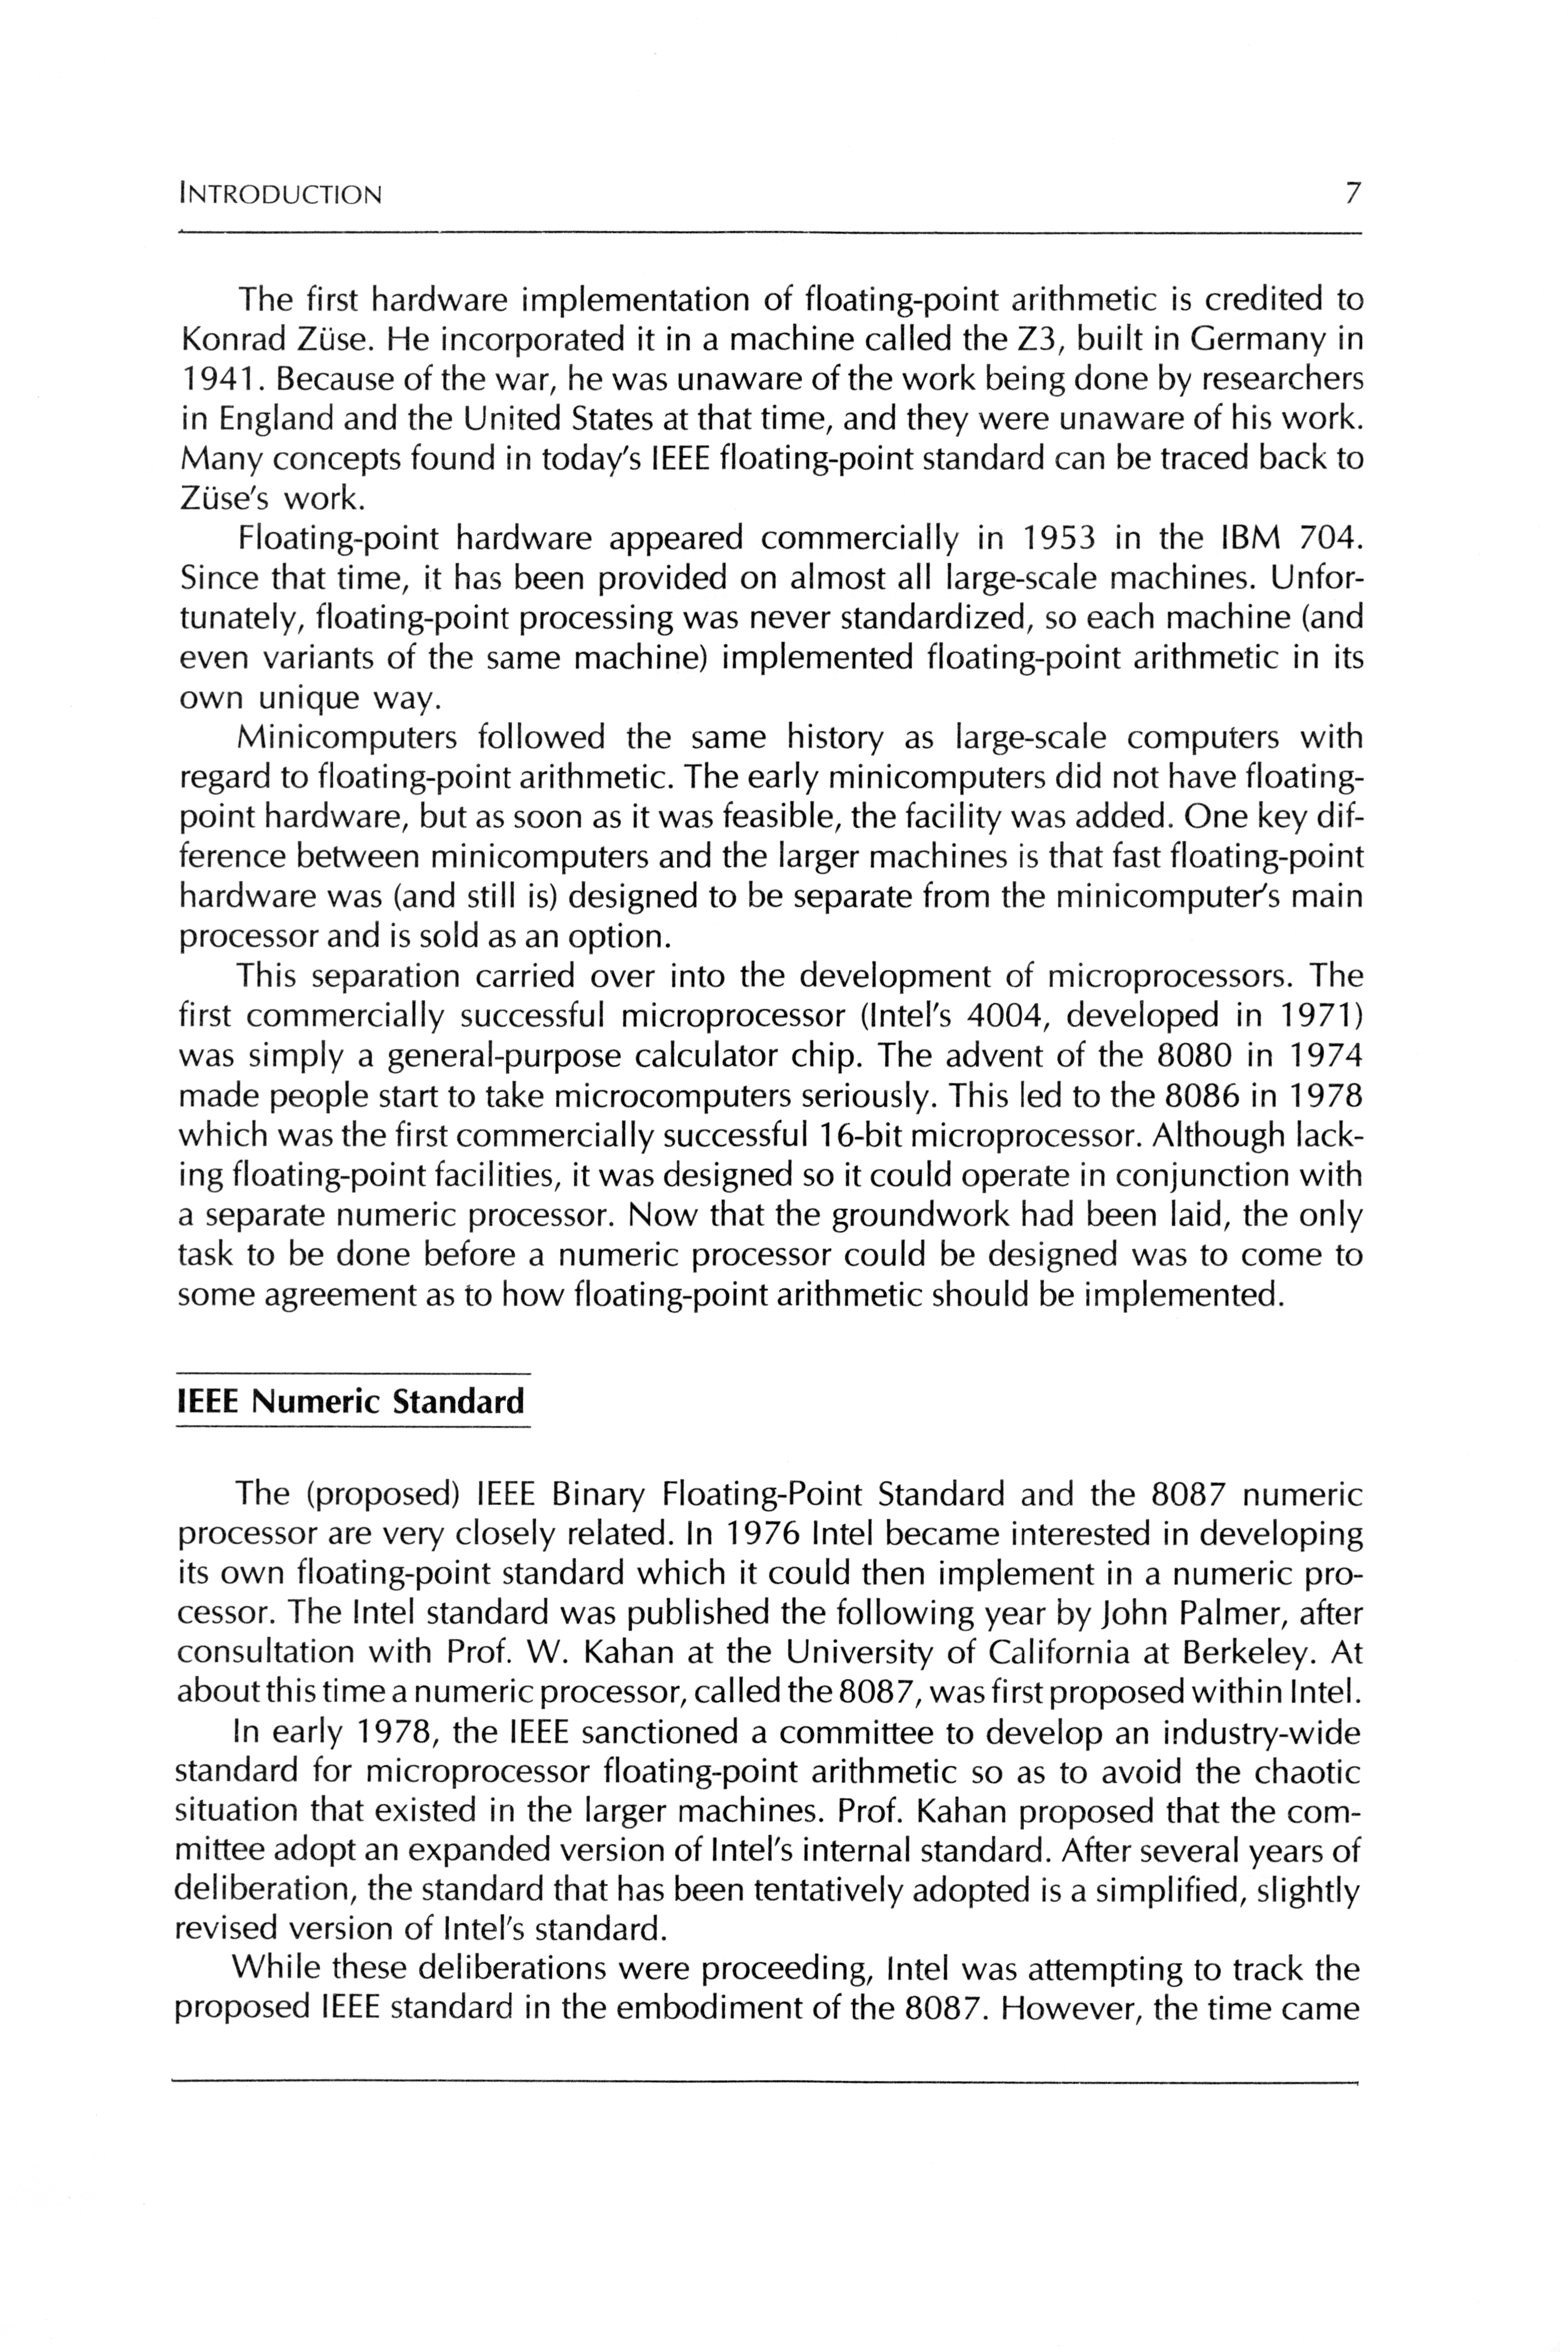 INTRODUCTION 7
The first hardware implementation of floating-point arithmetic is credited to
Konrad Züse. He incorporated it in a machine called the Z3, built in Germany in
1941. Because of the war, he was unaware of the work being done by researchers
in England and the United States at that time, and they were unaware of his work.
Many concepts found in today's IEEE floating-point standard can be traced back to
Züse's work.
Floating-point hardware appeared commercially in 1953 in the IBM 704.
Since that time, it has been provided on almost all large-scale machines. Unfor-
tunately, floating-point processing was never standardized, so each machine (and
even variants of the same machine) implemented floating-point arithmetic in its
own unique way.
Minicomputers followed the same history as large-scale computers with
regard to floating-point arithmetic. The early minicomputers did not have floating-
point hardware, but as soon as it was feasible, the facility was added. One key dif-
ference between minicomputers and the larger machines is that fast floating-point
hardware was (and still is) designed to be separate from the minicomputer's main
processor and is sold as an option.
This separation carried over into the development of microprocessors. The
first commercially successful microprocessor (Intel's 4004, developed in 1971)
was simply a general-purpose calculator chip. The advent of the 8080 in 1974
made people start to take microcomputers seriously. This led to the 8086 in 1978
which was the first commercially successful 16-bit microprocessor. Although lack-
ing floating-point facilities, it was designed so it could operate in conjunction with
a separate numeric processor. Now that the groundwork had been laid, the only
task to be done before a numeric processor could be designed was to come to
some agreement as to how floating-point arithmetic should be implemented.
IEEE Numeric Standard
The (proposed) IEEE Binary Floating-Point Standard and the 8087 numeric
processor are very closely related. In 1976 Intel became interested in developing
its own floating-point standard which it could then implement in a numeric pro-
cessor. The Intel standard was published the following year by John Palmer, after
consultation with Prof. W. Kahan at the University of California at Berkeley. At
about this time a numeric processor, called the 8087, was first proposed within Intel.
In early 1978, the IEEE sanctioned a committee to develop an industry-wide
standard for microprocessor floating-point arithmetic so as to avoid the chaotic
situation that existed in the larger machines. Prof. Kahan proposed that the com-
mittee adopt an expanded version of Intel's internal standard. After several years of
deliberation, the standard that has been tentatively adopted is a simplified, slightly
revised version of Intel's standard.
While these deliberations were proceeding, Intel was attempting to track the
proposed IEEE standard in the embodiment of the 8087. However, the time came